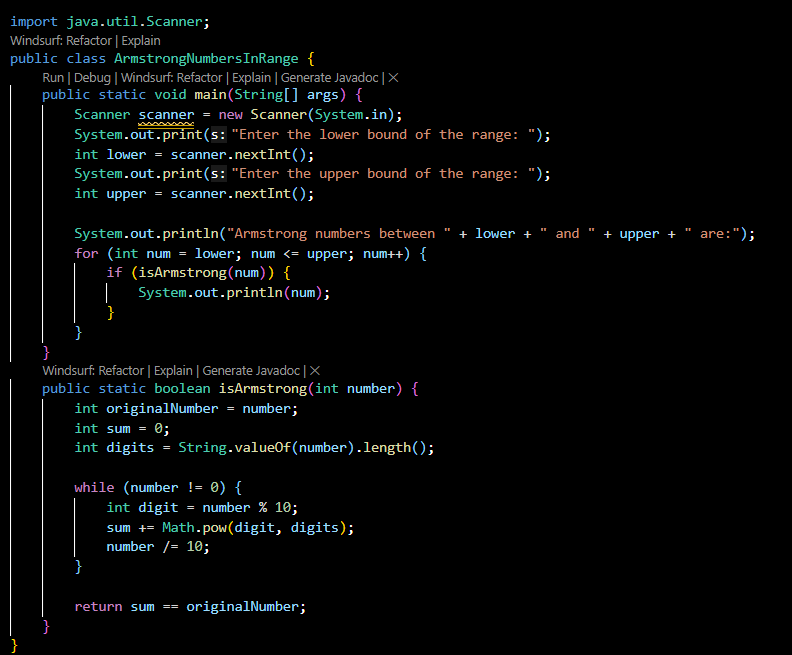 import java.util.Scanner;
Windsurf: Refactor | Explain
public class ArmstrongNumbersInRange {
Run | Debug | Windsurf: Refactor | Explain | Generate Javadoc | ✕
public static void main(String[] args) {
Scanner scanner = new Scanner(System.in);
System.out.print(s: "Enter the lower bound of the range: ");
int lower = scanner.nextInt();
System.out.print(s: "Enter the upper bound of the range: ");
int upper = scanner.nextInt();
System.out.println("Armstrong numbers between " + lower + " and " + upper + " are:");
for (int num = lower; num <= upper; num++) {
if (isArmstrong(num)) {
System.out.println(num);
}
}
}
Windsurf: Refactor | Explain | Generate Javadoc | ✕
public static boolean isArmstrong(int number) {
int originalNumber = number;
int sum = 0;
int digits = String.valueOf(number).length();
while (number != 0) {
int digit = number % 10;
sum += Math.pow(digit, digits);
number /= 10;
}
return sum == originalNumber;
}
}